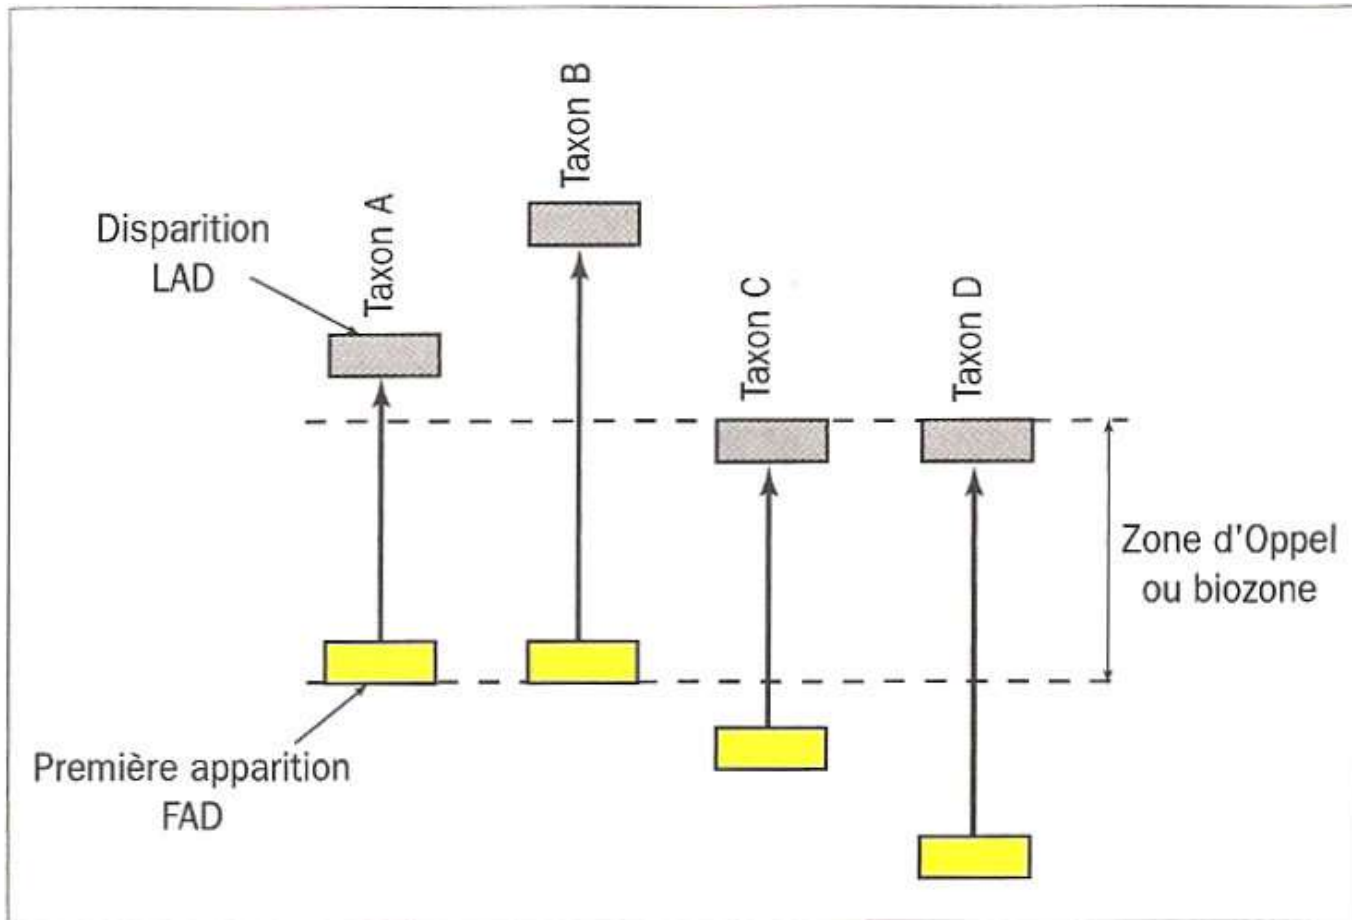 Taxon B
Taxon A
Disparition
LAD
Taxon C
Taxon D
Zone d'Oppel
ou biozone
Première apparition
FAD